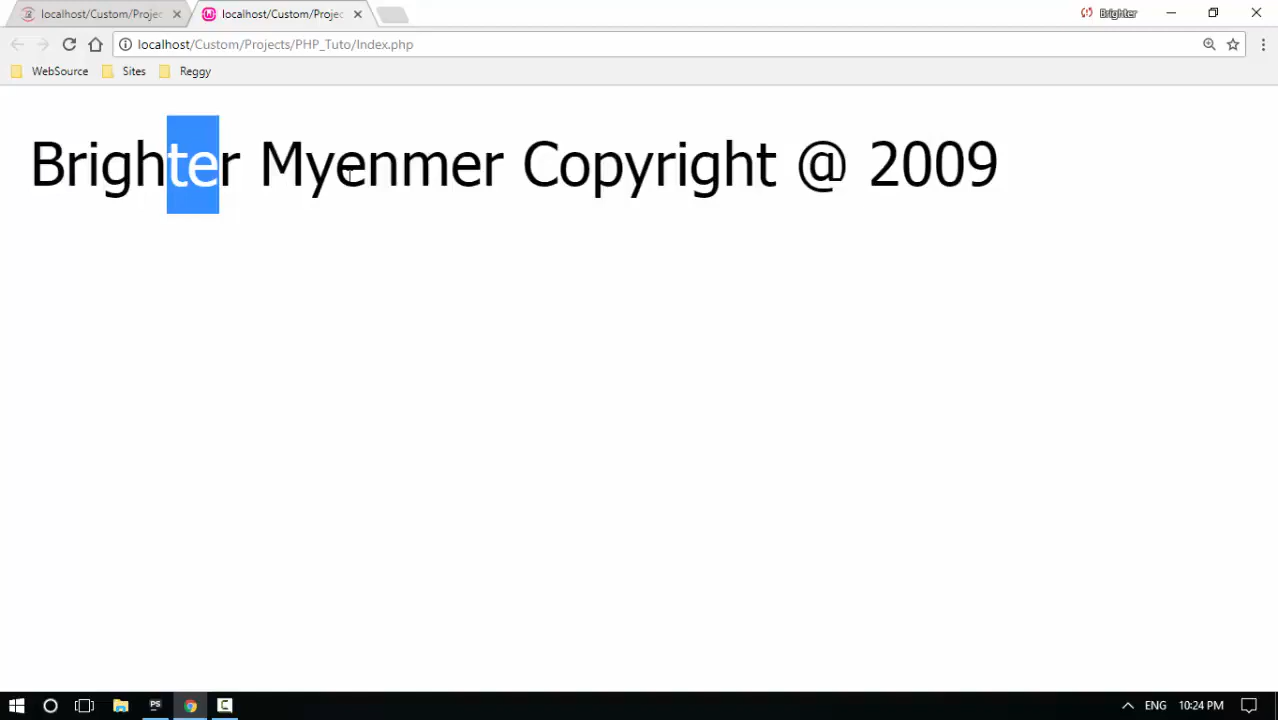 localhost/Custom/Projec
localhost/Custom/Projec
Brighter
localhost/Custom/Projects/PHP_Tuto/Index.php
WebSource
Sites
Reggy
Brighter Myenmer Copyright @ 2009
PS
ENG
10:24 PM